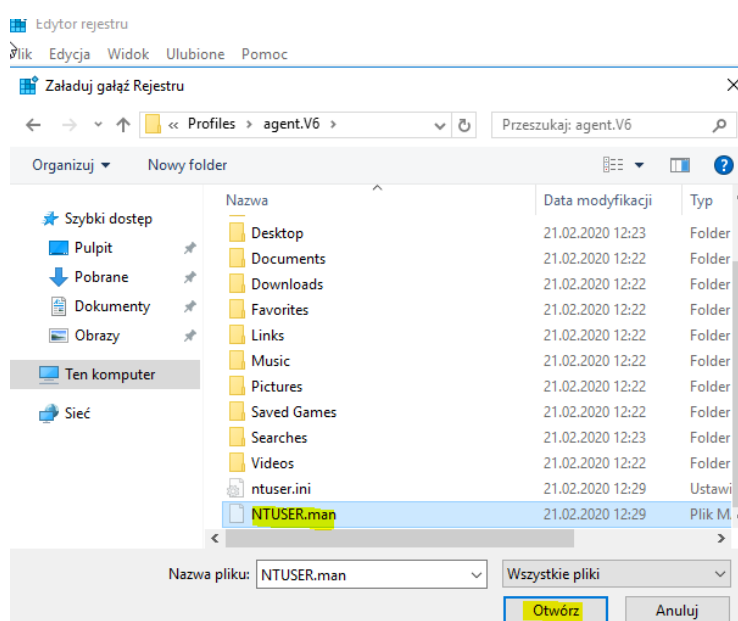 Edytor rejestru
Plik Edycja Widok Ulubione Pomoc
Załaduj gałąź Rejestru
« Profiles › agent.V6 ›
Przeszukaj: agent.V6
Organizuj
Nowy folder
Nazwa Data modyfikacji Typ
Szybki dostęp
Pulpit
Pobrane
Dokumenty
Obrazy
Ten komputer
Sieć
Desktop 21.02.2020 12:23 Folder
Documents 21.02.2020 12:22 Folder
Downloads 21.02.2020 12:22 Folder
Favorites 21.02.2020 12:22 Folder
Links 21.02.2020 12:22 Folder
Music 21.02.2020 12:22 Folder
Pictures 21.02.2020 12:22 Folder
Saved Games 21.02.2020 12:22 Folder
Searches 21.02.2020 12:23 Folder
Videos 21.02.2020 12:22 Folder
ntuser.ini 21.02.2020 12:29 Ustawi
NTUSER.man 21.02.2020 12:29 Plik M
Nazwa pliku: NTUSER.man Wszystkie pliki
Otwórz Anuluj